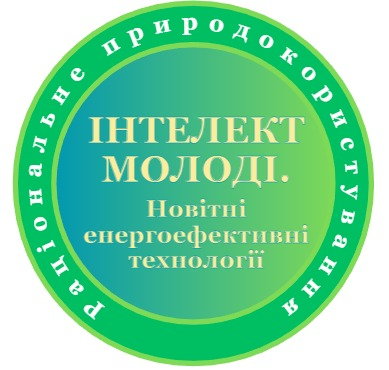 Раціональне природокористування
ІНТЕЛЕКТ
МОЛОДІ.
Новітні
енергоефективні
технології